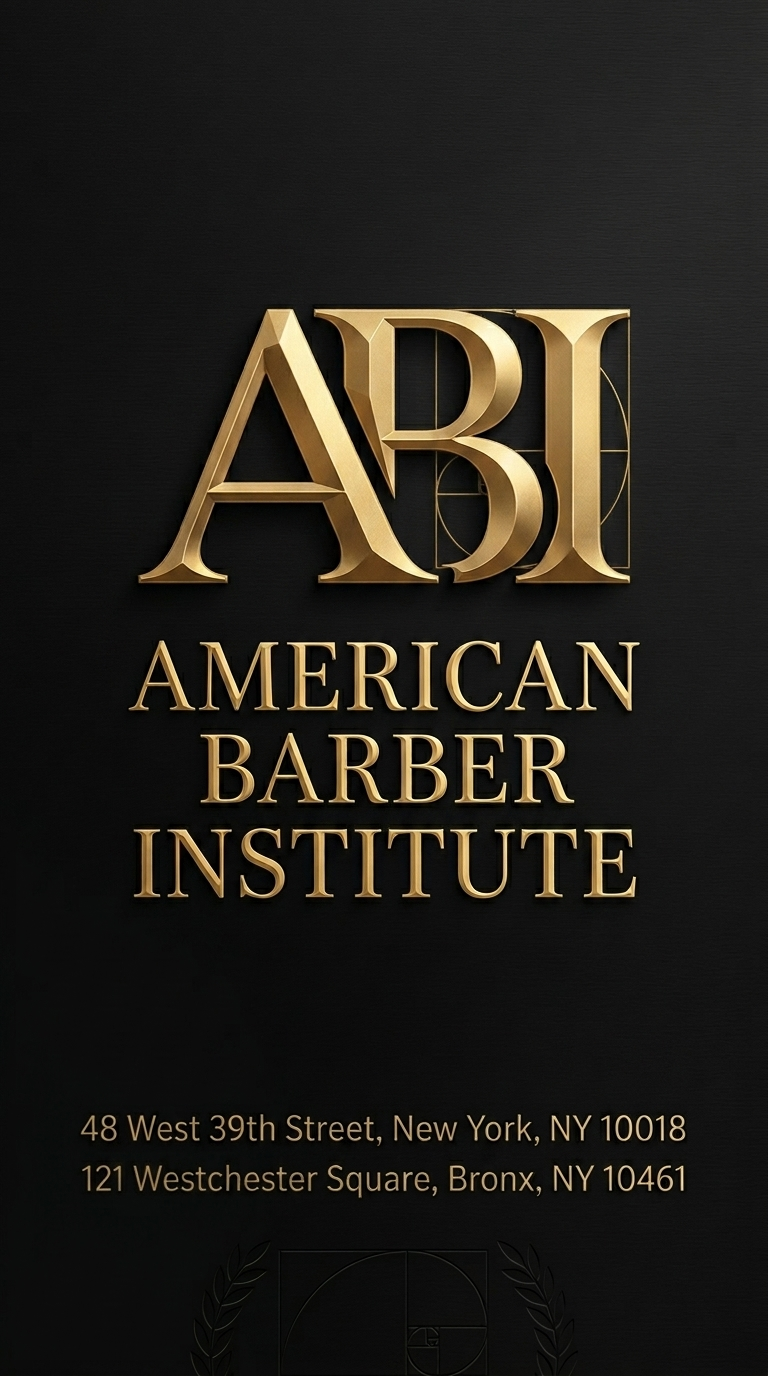 ABI
AMERICAN
BARBER
INSTITUTE
48 West 39th Street, New York, NY 10018
121 Westchester Square, Bronx, NY 10461